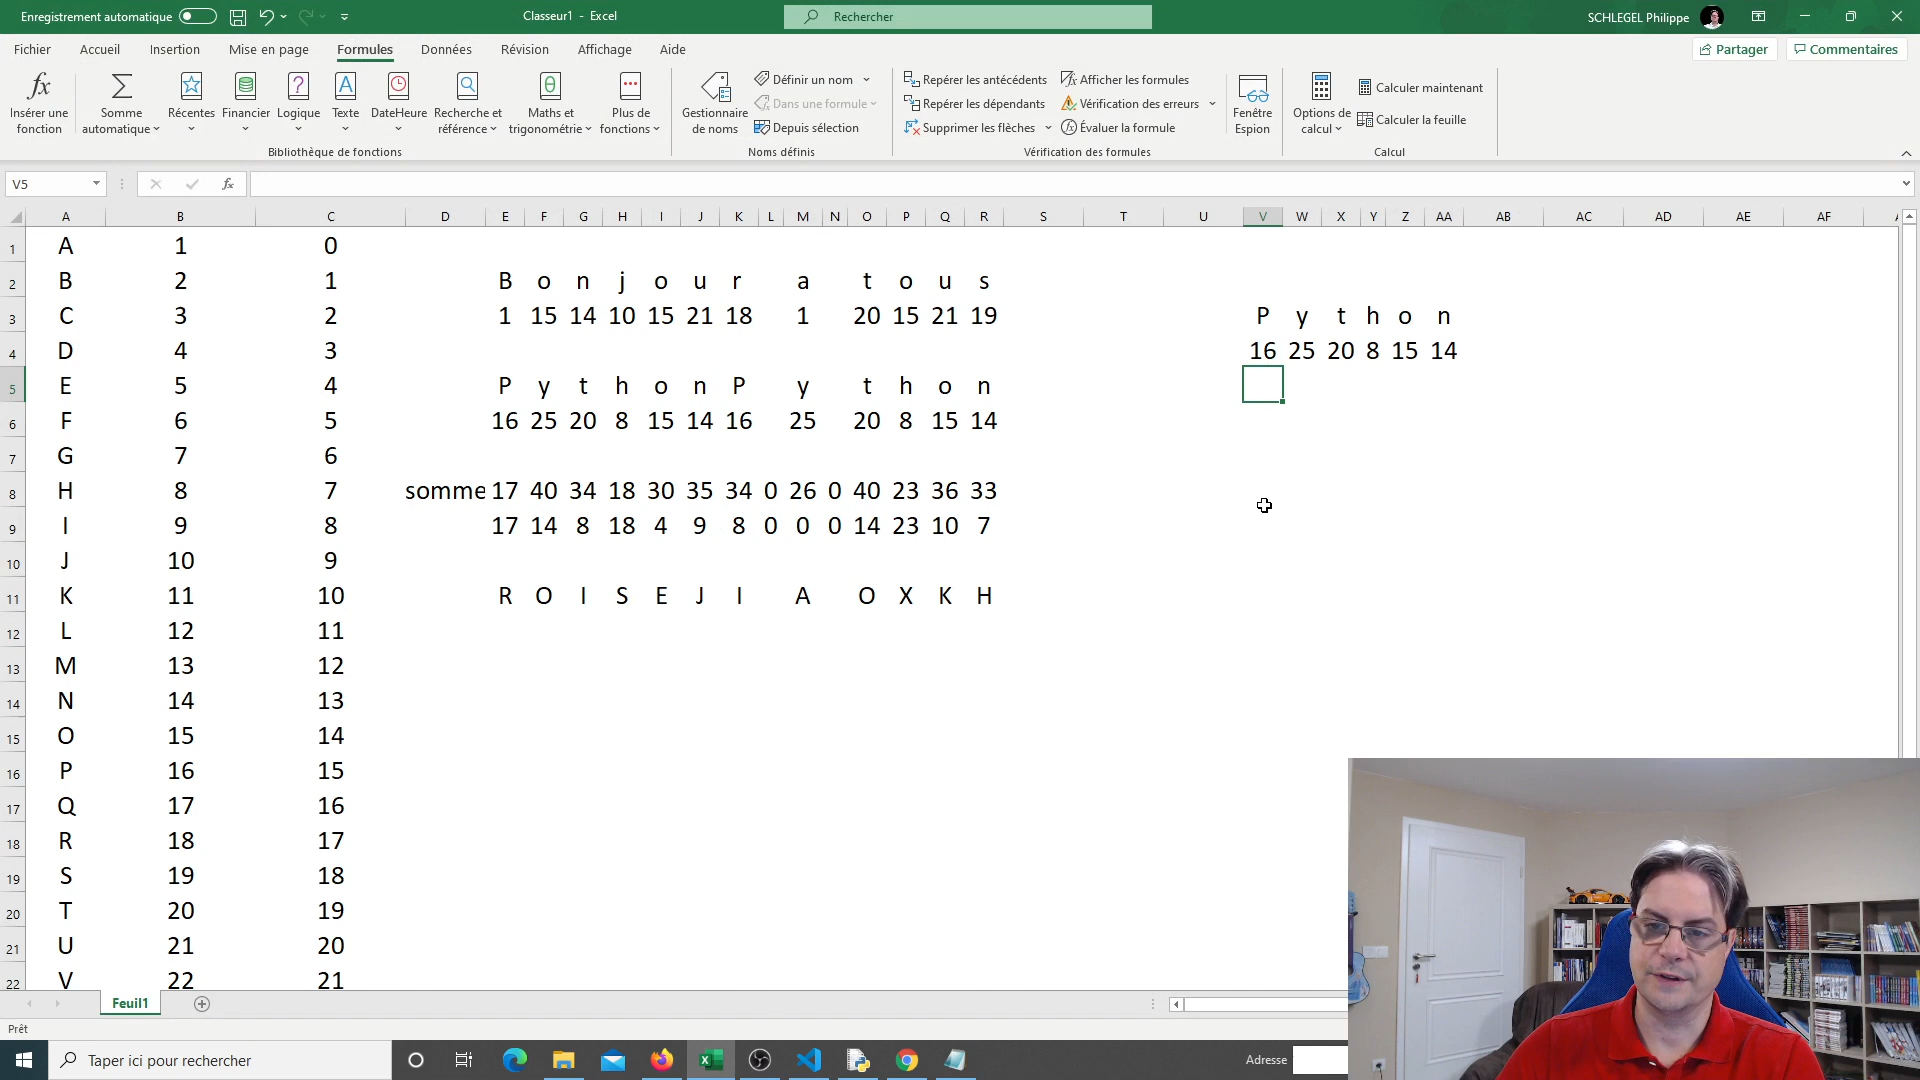 Enregistrement automatique
Classeur1 - Excel
Rechercher
SCHLEGEL Philippe
Fichier Accueil Insertion Mise en page Formules Données Révision Affichage Aide
Partager Commentaires
Insérer une fonction
Somme automatique
Récentes
Financier
Logique
Texte
DateHeure
Recherche et référence
Maths et trigonométrie
Plus de fonctions
Bibliothèque de fonctions
Gestionnaire de noms
Définir un nom
Dans une formule
Depuis sélection
Noms définis
Repérer les antécédents
Repérer les dépendants
Supprimer les flèches
Afficher les formules
Vérification des erreurs
Évaluer la formule
Vérification des formules
Fenêtre Espion
Options de calcul
Calculer maintenant
Calculer la feuille
Calcul
V5
fx
A B C D E F G H I J K L M N O P Q R S T U V W X Y Z AA AB AC AD AE AF
1 A 1 0
2 B 2 1 B o n j o u r a t o u s
3 C 3 2 1 15 14 10 15 21 18 1 20 15 21 19 P y t h o n
4 D 4 3 16 25 20 8 15 14
5 E 5 4 P y t h o n P y t h o n
6 F 6 5 16 25 20 8 15 14 16 25 20 8 15 14
7 G 7 6
8 H 8 7 somme 17 40 34 18 30 35 34 0 26 0 40 23 36 33
9 I 9 8 17 14 8 18 4 9 8 0 0 0 14 23 10 7
10 J 10 9
11 K 11 10 R O I S E J I A O X K H
12 L 12 11
13 M 13 12
14 N 14 13
15 O 15 14
16 P 16 15
17 Q 17 16
18 R 18 17
19 S 19 18
20 T 20 19
21 U 21 20
22 V 22 21
Feuil1
Prêt
Taper ici pour rechercher
Adresse